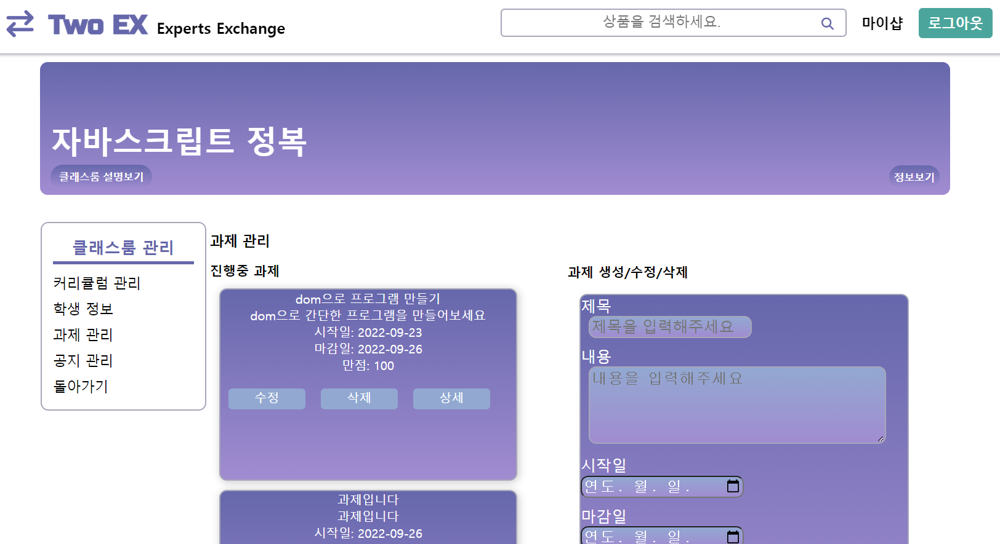 Two EX Experts Exchange
상품을 검색하세요.
마이샵
로그아웃
자바스크립트 정복
클래스룸 설명보기
정보보기
클래스룸 관리
커리큘럼 관리
학생 정보
과제 관리
공지 관리
돌아가기
과제 관리
진행중 과제
dom으로 프로그램 만들기
dom으로 간단한 프로그램을 만들어보세요
시작일: 2022-09-23
마감일: 2022-09-26
만점: 100
수정
삭제
상세
과제입니다
과제입니다
시작일: 2022-09-26
과제 생성/수정/삭제
제목
제목을 입력해주세요
내용
내용을 입력해주세요
시작일
연도. 월. 일.
마감일
연도. 월. 일.